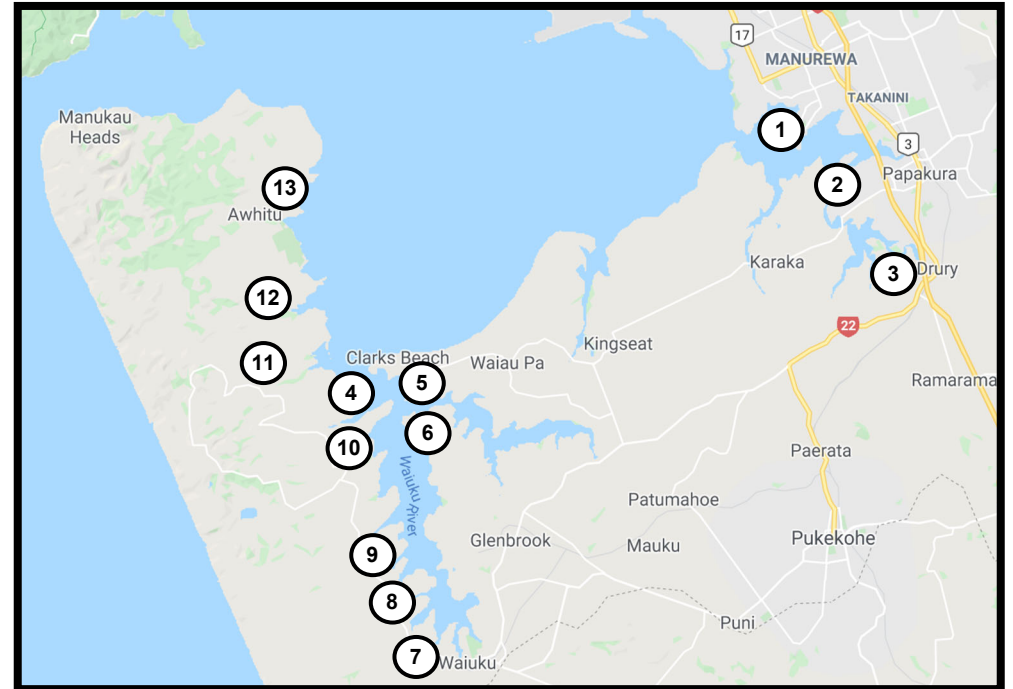 17
MANUREWA
TAKANINI
Manukau
Heads
1
3
2
Papakura
13
Awhitu
Karaka
3
Drury
12
22
Kingseat
Clarks Beach
Waiau Pa
11
Ramarama
5
4
6
10
Paerata
Waiuku River
Patumahoe
Glenbrook
Mauku
Pukekohe
9
8
Puni
7
Waiuku